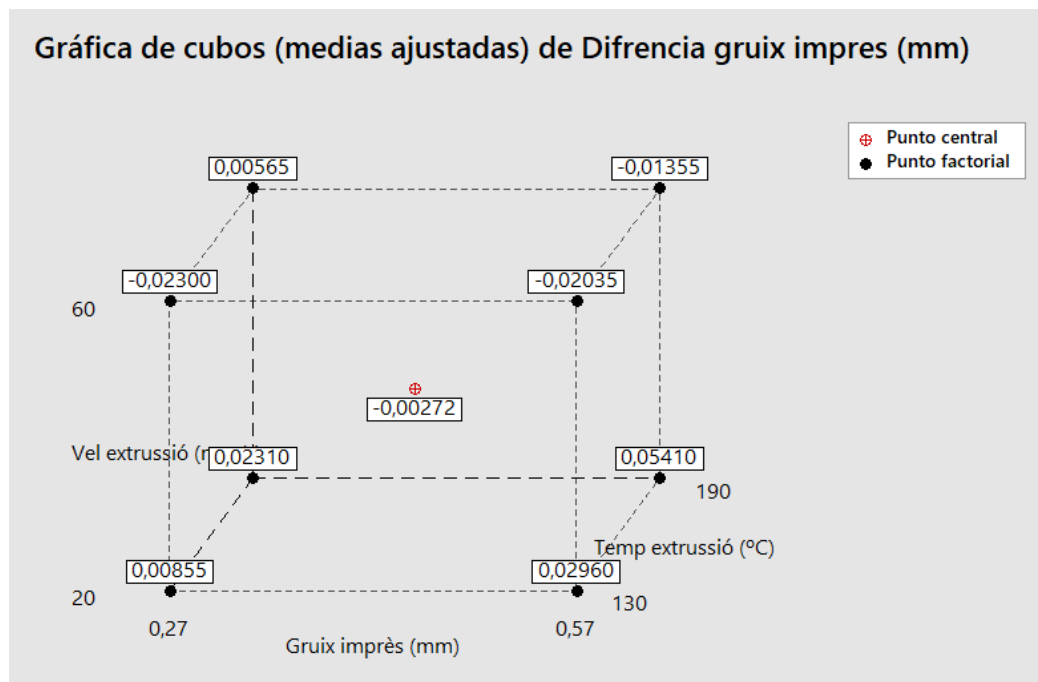 Gráfica de cubos (medias ajustadas) de Difrencia gruix impres (mm)
Punto central
Punto factorial
0,00565
-0,01355
-0,02300
-0,02035
60
-0,00272
Vel extrussió (
0,02310
0,05410
190
Temp extrussió (ºC)
0,00855
0,02960
20
130
0,27
0,57
Gruix imprès (mm)